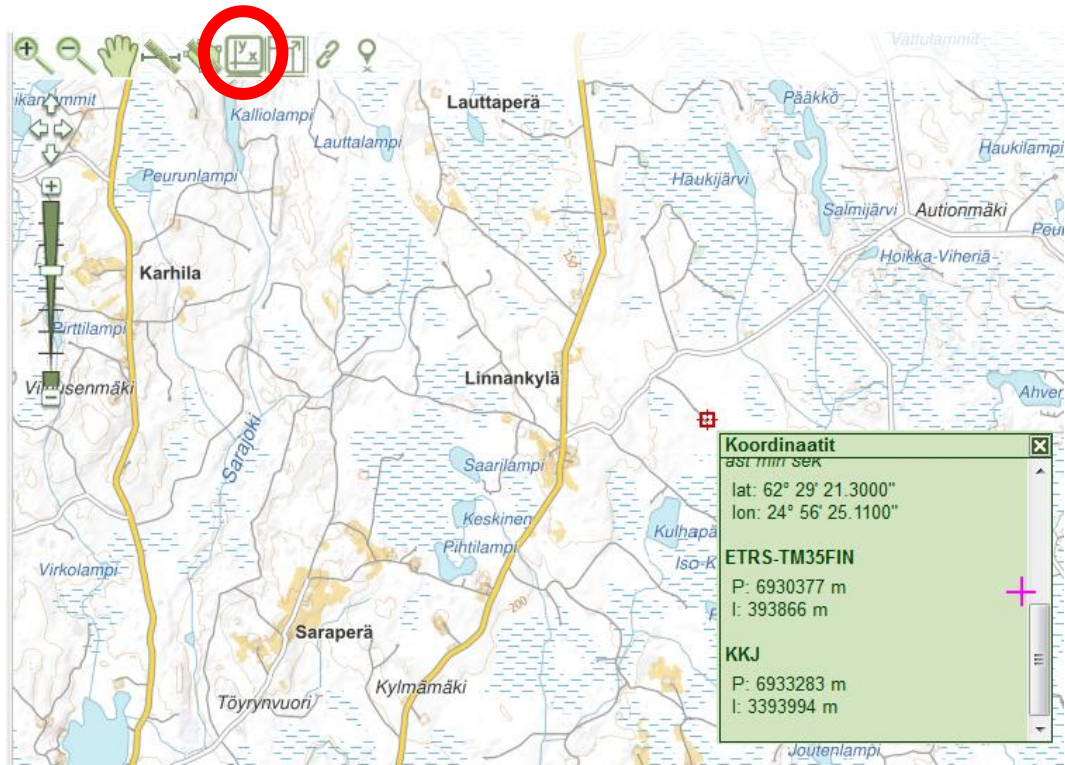 y
x
Vattulammit
Kalliolampi
Lauttaperä
Pääkkö
Lauttalampi
Haukilampi
Peurunlampi
Haukijärvi
Salmijärvi
Autionmäki
Hoikka-Viheriä
250
Karhila
Pirttilampi
Linnankylä
Sarajoki
Saarilampi
Keskinen
Pihtilampi
Virkolampi
200
Saraperä
Kylmämäki
Töyrynvuori
Joutenlampi
Koordinaatit
ast min sek
lat: 62° 29' 21.3000"
lon: 24° 56' 25.1100"
ETRS-TM35FIN
P: 6930377 m
I: 393866 m
KKJ
P: 6933283 m
I: 3393994 m